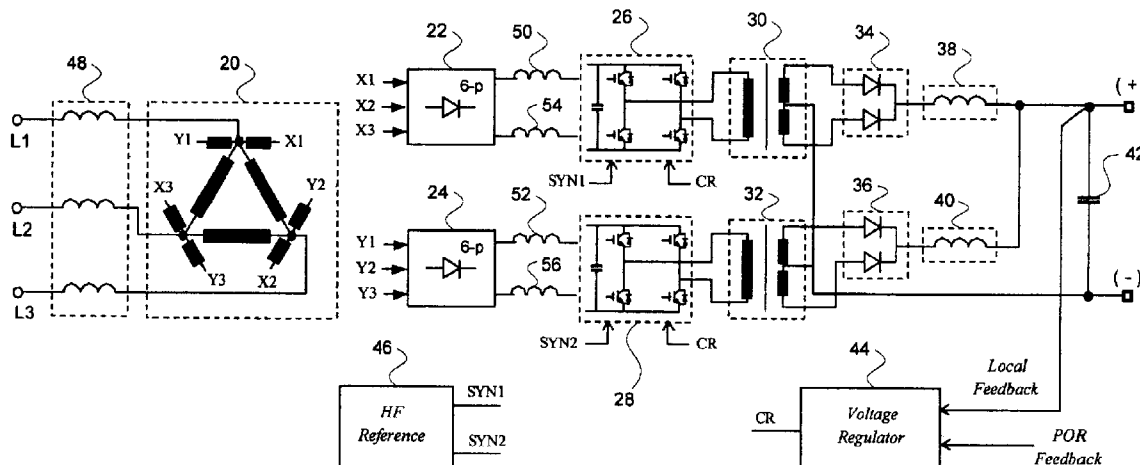 48
20
22
50
26
30
34
38
L1
L2
L3
Y1
X1
X3
Y2
Y3
X2
X1
X2
X3
6-p
54
SYN1
CR
(+
42
24
52
32
36
40
Y1
Y2
Y3
6-p
56
SYN2
CR
28
(-)
46
HF
Reference
SYN1
SYN2
44
CR
Voltage
Regulator
Local
Feedback
POR
Feedback